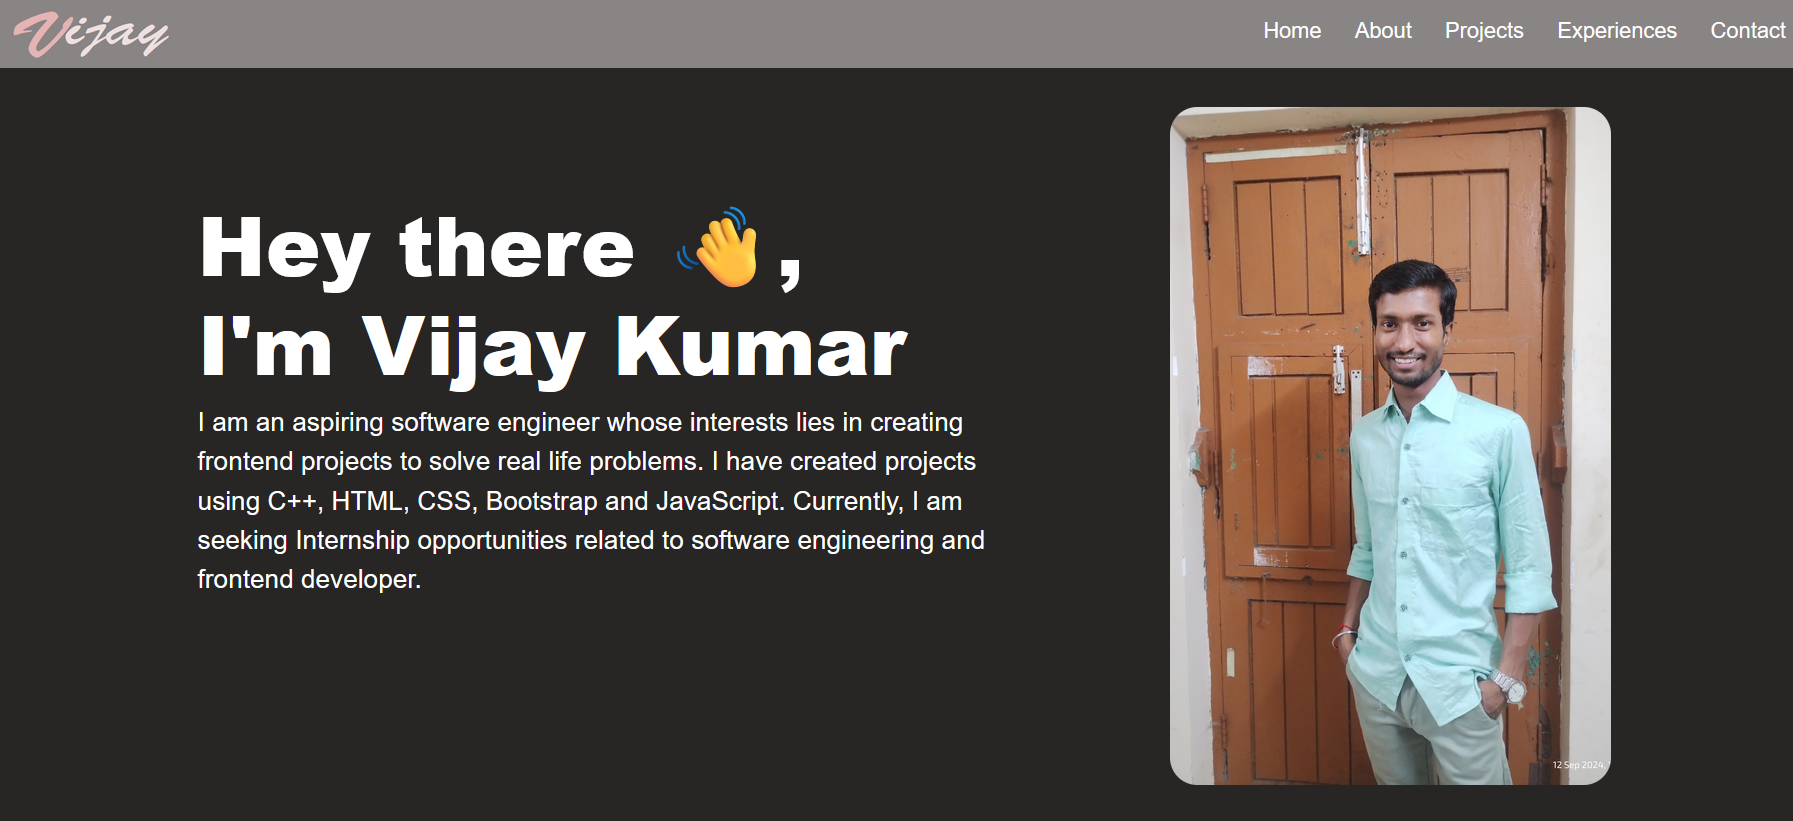 Vijay
Home About Projects Experiences Contact
Hey there 👋,
I'm Vijay Kumar
I am an aspiring software engineer whose interests lies in creating
frontend projects to solve real life problems. I have created projects
using C++, HTML, CSS, Bootstrap and JavaScript. Currently, I am
seeking Internship opportunities related to software engineering and
frontend developer.
12 Sep 2024,